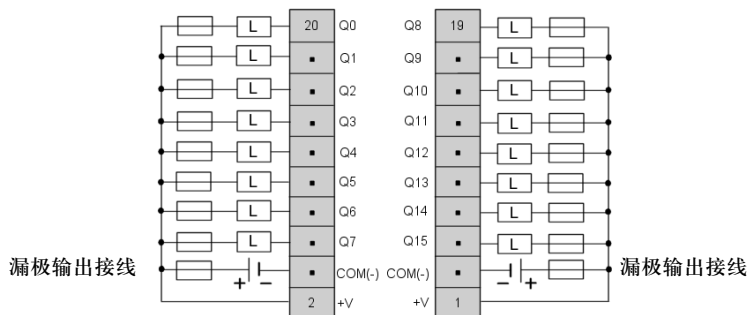 L 20 Q0 Q8 19 L
L Q1 Q9 L
L Q2 Q10 L
L Q3 Q11 L
L Q4 Q12 L
L Q5 Q13 L
L Q6 Q14 L
L Q7 Q15 L
漏极输出接线 + - COM(-) COM(-) - + 漏极输出接线
2 +V +V 1